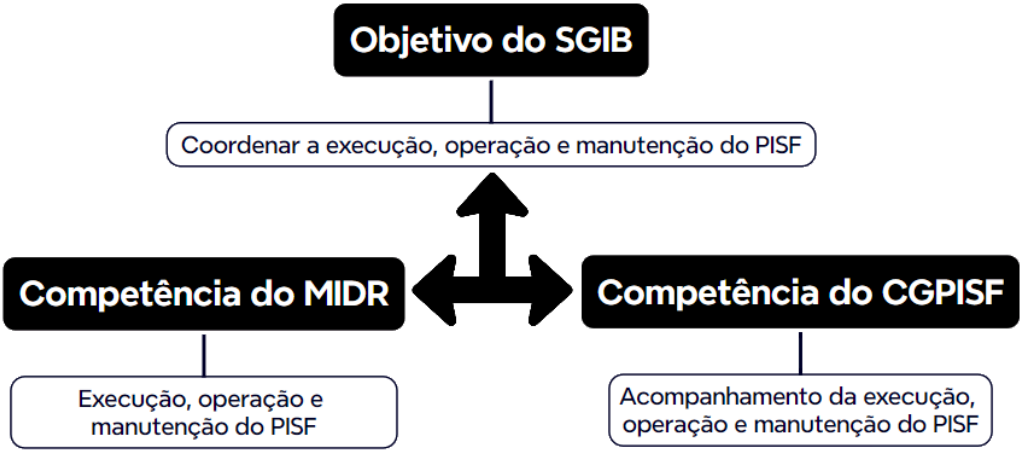 Objetivo do SGIB
Coordenar a execução, operação e manutenção do PISF
Competência do MIDR
Competência do CGPISF
Execução, operação e
manutenção do PISF
Acompanhamento da execução,
operação e manutenção do PISF